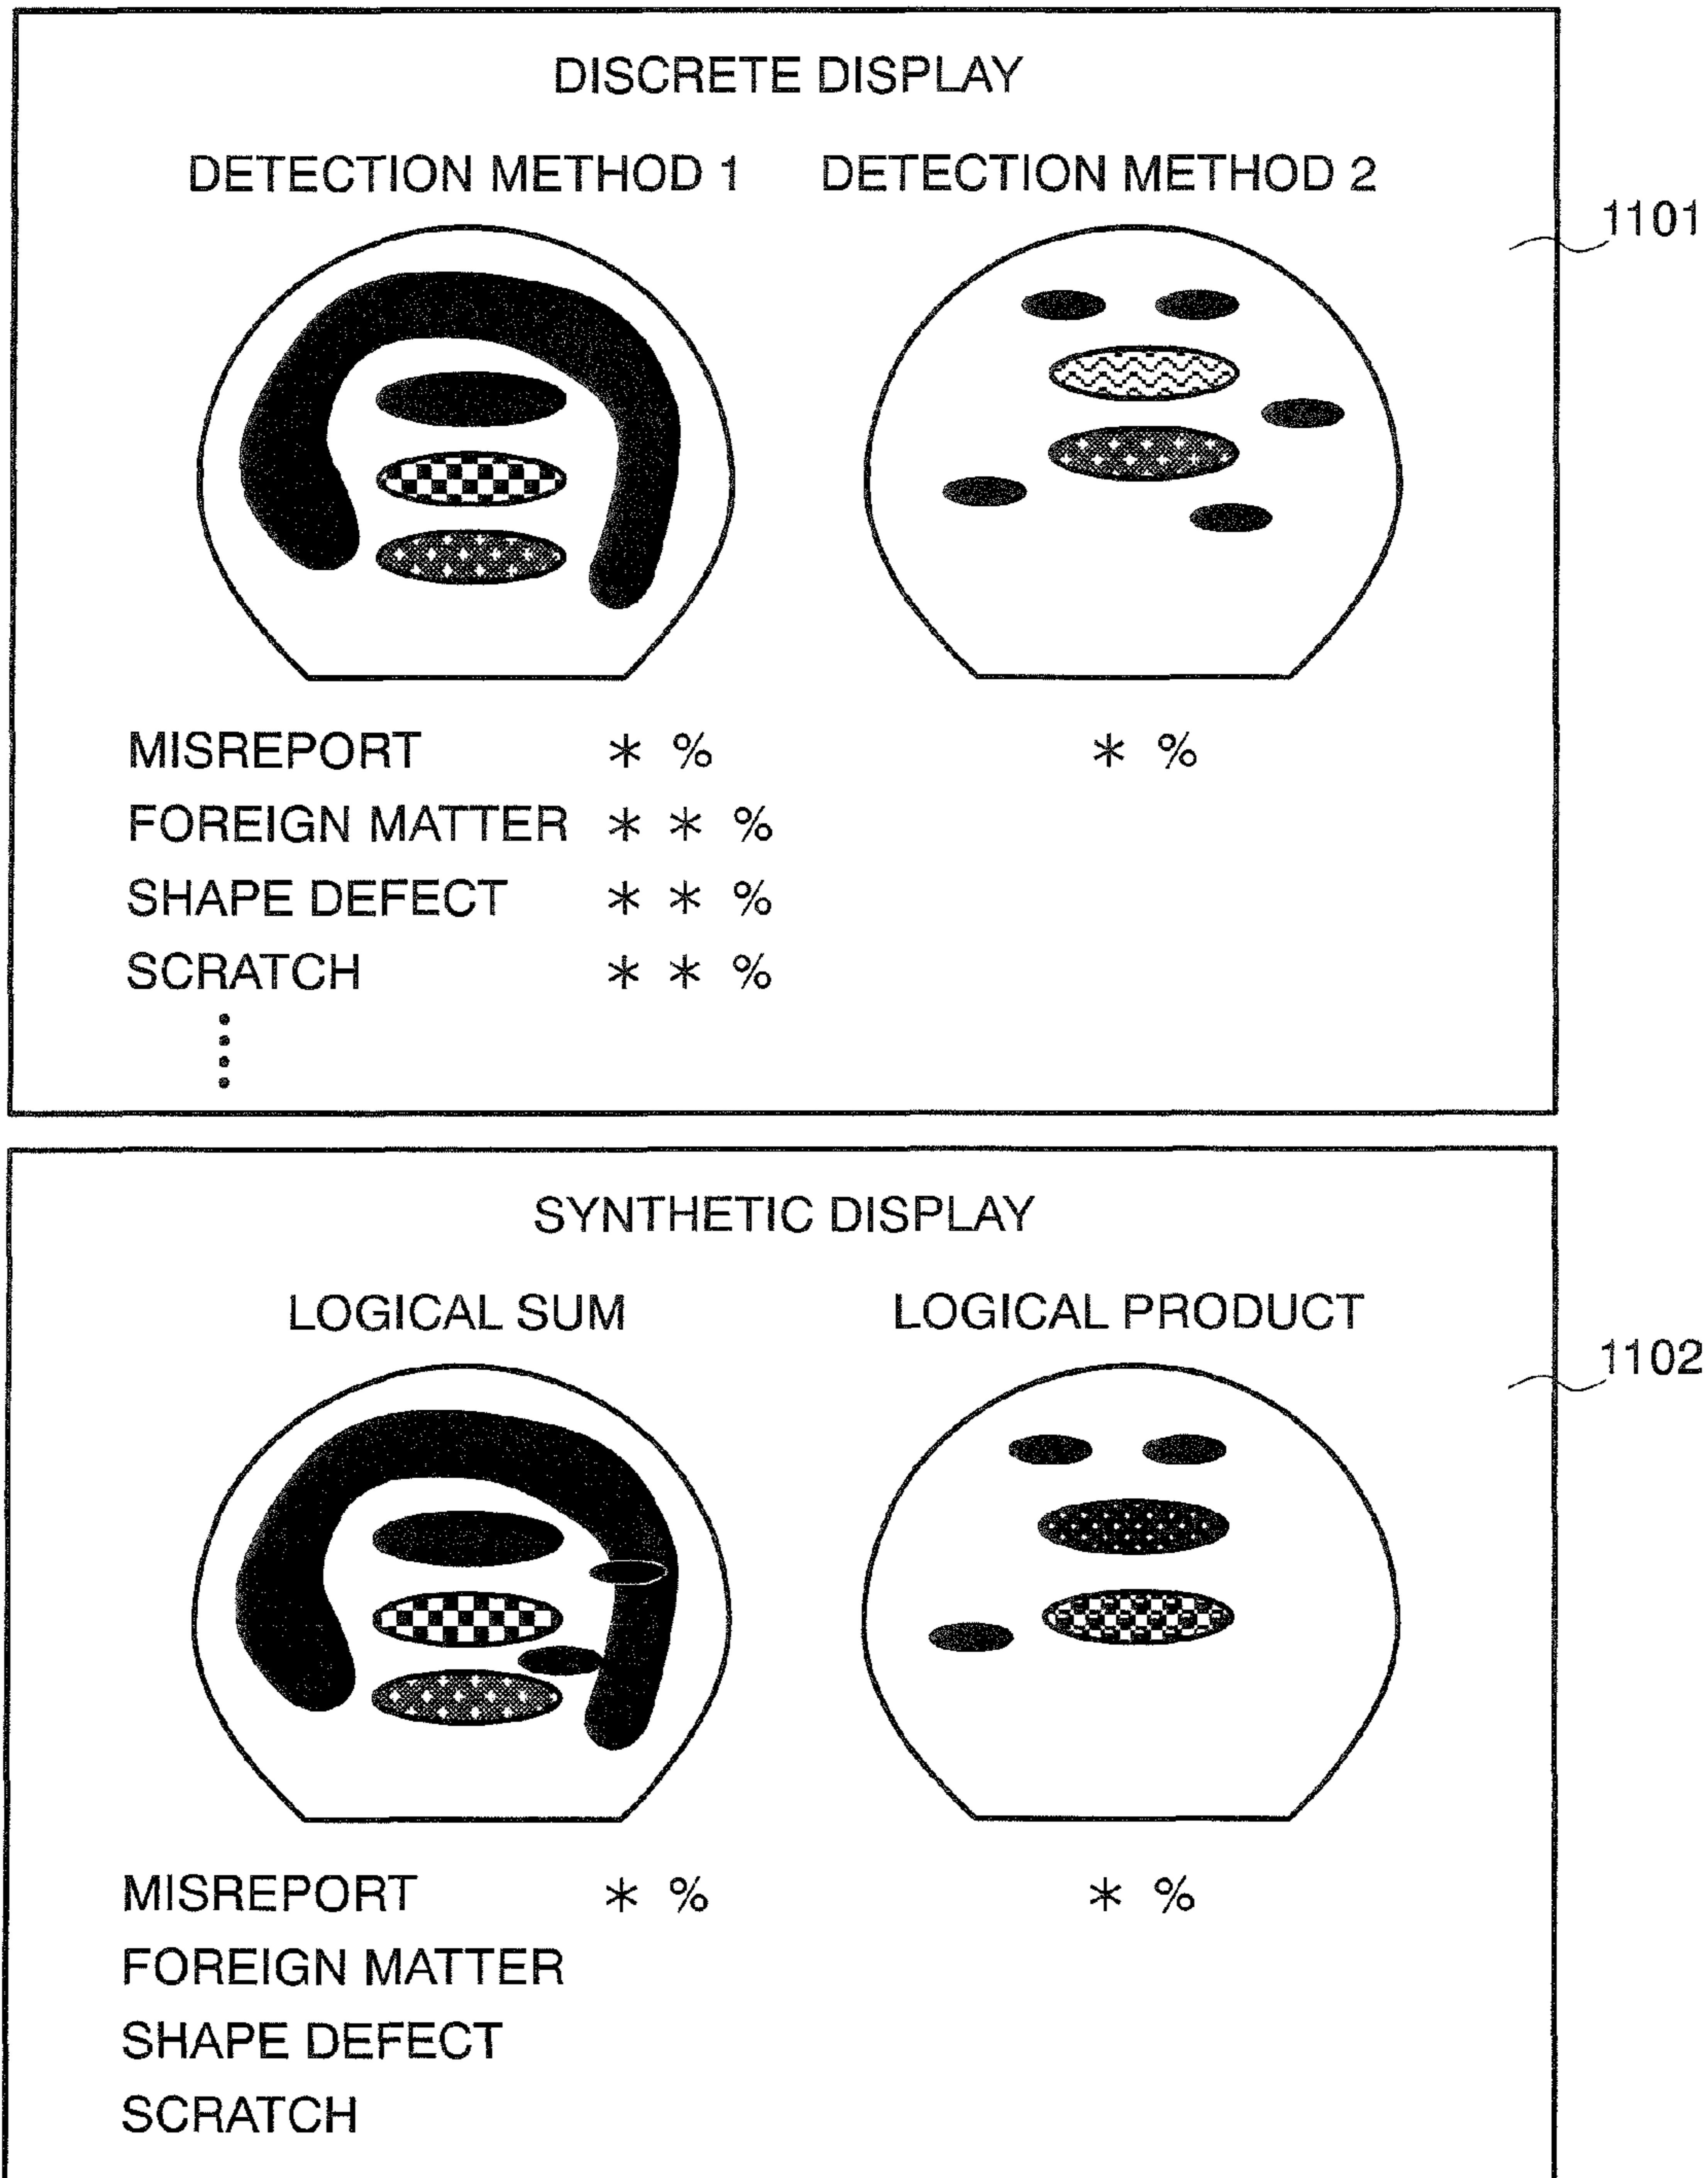 DISCRETE DISPLAY
DETECTION METHOD 1 DETECTION METHOD 2
1101
MISREPORT * % * %
FOREIGN MATTER * * %
SHAPE DEFECT * * %
SCRATCH * * %
SYNTHETIC DISPLAY
LOGICAL SUM LOGICAL PRODUCT
1102
MISREPORT * % * %
FOREIGN MATTER
SHAPE DEFECT
SCRATCH